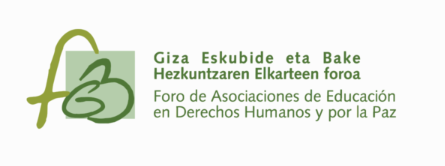 Giza Eskubide eta Bake
Hezkuntzaren Elkarteen foroa
Foro de Asociaciones de Educación
en Derechos Humanos y por la Paz